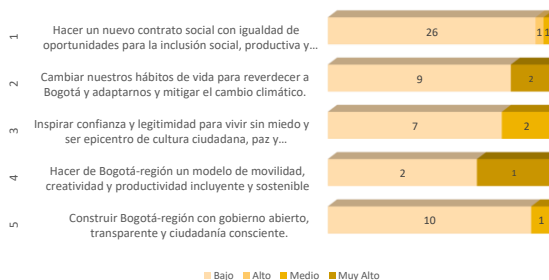 1
Hacer un nuevo contrato social con igualdad de
oportunidades para la inclusión social, productiva y…
26
1
1
2
Cambiar nuestros hábitos de vida para reverdecer a
Bogotá y adaptarnos y mitigar el cambio climático.
9
2
3
Inspirar confianza y legitimidad para vivir sin miedo y
ser epicentro de cultura ciudadana, paz y…
7
2
4
Hacer de Bogotá-región un modelo de movilidad,
creatividad y productividad incluyente y sostenible
2
1
5
Construir Bogotá-región con gobierno abierto,
transparente y ciudadanía consciente.
10
1
Bajo Alto Medio Muy Alto